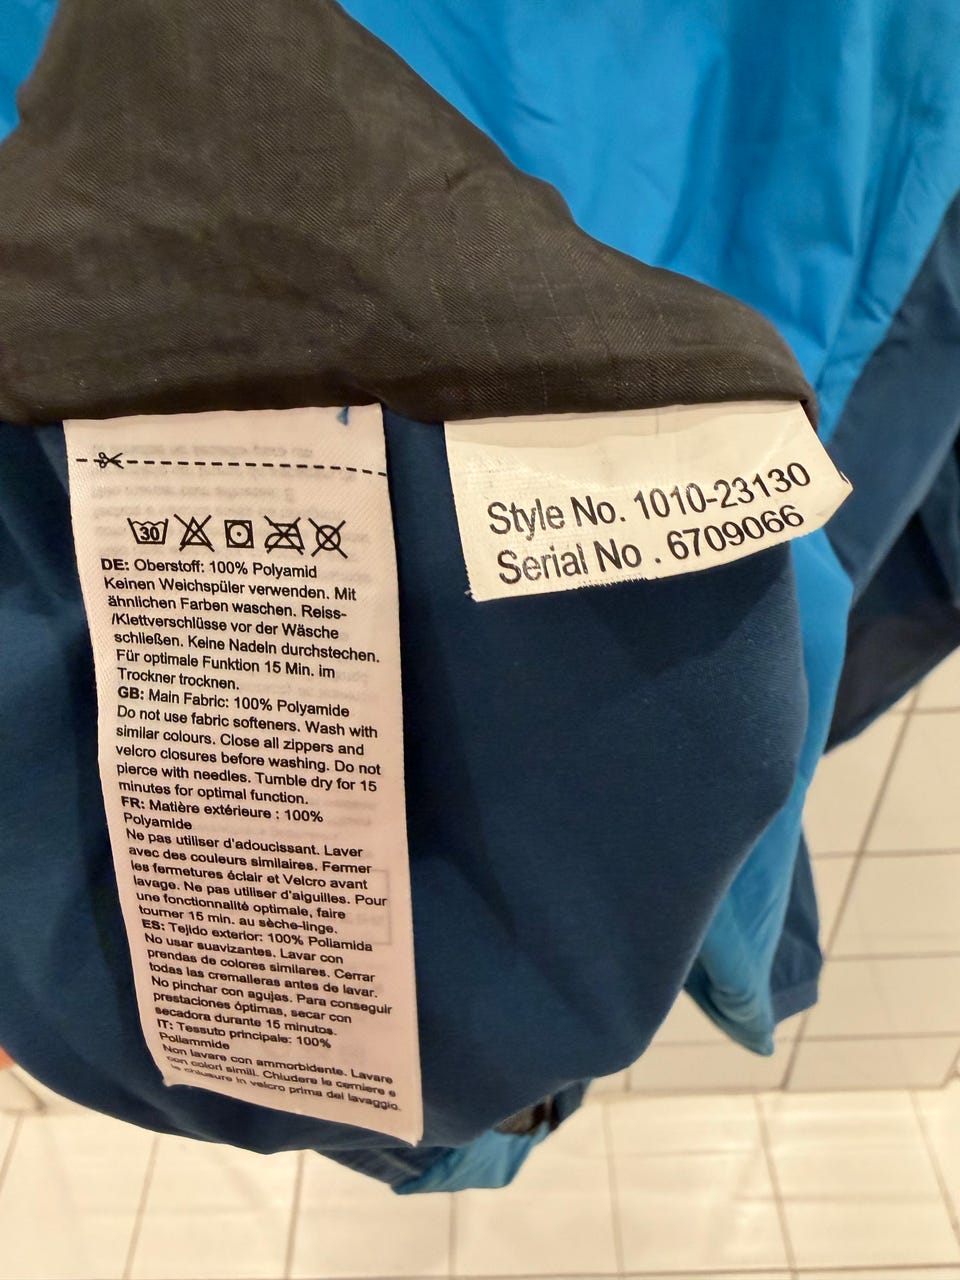 30
DE: Oberstoff: 100% Polyamid
Keinen Weichspüler verwenden. Mit
ähnlichen Farben waschen. Reiss-
/Klettverschlüsse vor der Wäsche
schließen. Keine Nadeln durchstechen.
Für optimale Funktion 15 Min. im
Trockner trocknen.
GB: Main Fabric: 100% Polyamide
Do not use fabric softeners. Wash with
similar colours. Close all zippers and
velcro closures before washing. Do not
pierce with needles. Tumble dry for 15
minutes for optimal function.
FR: Matière extérieure : 100%
Polyamide
Ne pas utiliser d'adoucissant. Laver
avec des couleurs similaires. Fermer
les fermetures éclair et Velcro avant
lavage. Ne pas utiliser d'aiguilles. Pour
une fonctionnalité optimale, faire
tourner 15 min. au sèche-linge.
ES: Tejido exterior: 100% Poliamida
No usar suavizantes. Lavar con
prendas de colores similares. Cerrar
todas las cremalleras antes de lavar.
No pinchar con agujas. Para conseguir
prestaciones óptimas, secar con
secadora durante 15 minutos.
IT: Tessuto principale: 100%
Poliammide
Non lavare con ammorbidente. Lavare
con colori simili. Chiudere le cerniere e
le chiusure in velcro prima del lavaggio.
Style No. 1010-23130
Serial No . 6709066